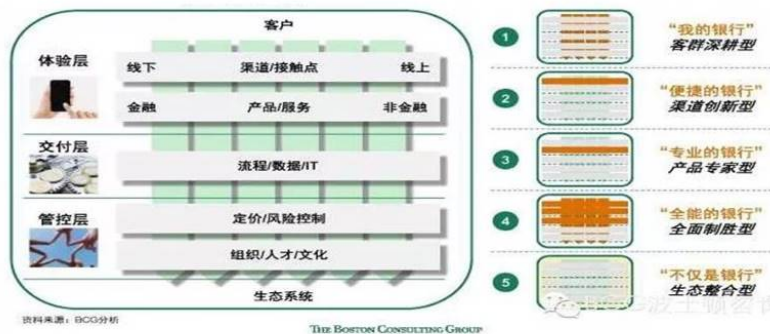 客户
体验层
线下 渠道/接触点 线上
金融 产品/服务 非金融
交付层
流程/数据/IT
管控层
定价/风险控制
组织/人才/文化
生态系统
资料来源：BCG分析
THE BOSTON CONSULTING GROUP
1
“我的银行”
客群深耕型
2
“便捷的银行”
渠道创新型
3
“专业的银行”
产品专家型
4
“全能的银行”
全面制胜型
5
“不仅是银行”
生态整合型
波士顿咨询